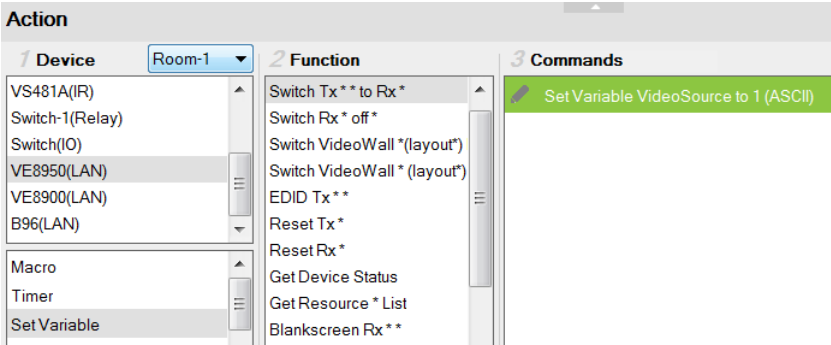 Action
1 Device
Room-1
VS481A(IR)
Switch-1(Relay)
Switch(IO)
VE8950(LAN)
VE8900(LAN)
B96(LAN)
Macro
Timer
Set Variable
2 Function
Switch Tx * * to Rx *
Switch Rx * off *
Switch VideoWall *(layout*)
Switch VideoWall * (layout*)
EDID Tx * *
Reset Tx *
Reset Rx *
Get Device Status
Get Resource * List
Blankscreen Rx * *
3 Commands
Set Variable VideoSource to 1 (ASCII)